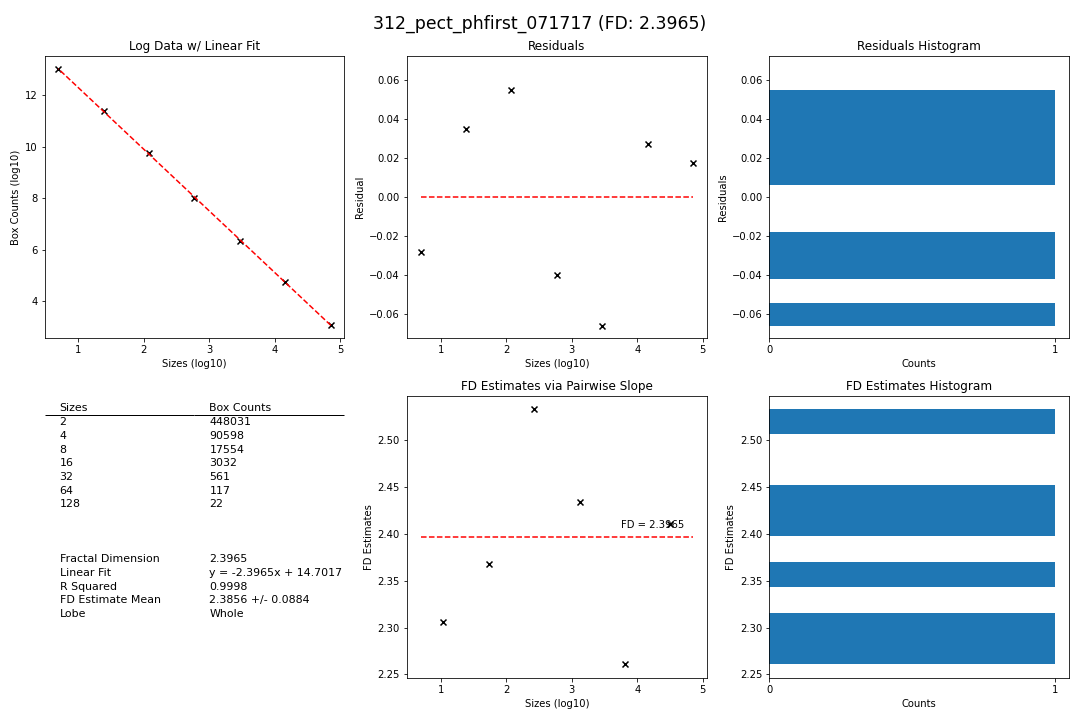 312_pect_phfirst_071717 (FD: 2.3965)
Log Data w/ Linear Fit
12
10
8
6
4
Box Counts (log10)
1 2 3 4 5
Sizes (log10)
Residuals
0.06
0.04
0.02
0.00
−0.02
−0.04
−0.06
Residual
1 2 3 4 5
Sizes (log10)
Residuals Histogram
0.06
0.04
0.02
0.00
−0.02
−0.04
−0.06
Residuals
0 1
Counts
Sizes Box Counts
2 448031
4 90598
8 17554
16 3032
32 561
64 117
128 22
Fractal Dimension 2.3965
Linear Fit y = -2.3965x + 14.7017
R Squared 0.9998
FD Estimate Mean 2.3856 +/- 0.0884
Lobe Whole
FD Estimates via Pairwise Slope
2.50
2.45
2.40
2.35
2.30
2.25
FD Estimates
FD = 2.3965
1 2 3 4 5
Sizes (log10)
FD Estimates Histogram
2.50
2.45
2.40
2.35
2.30
2.25
FD Estimates
0 1
Counts